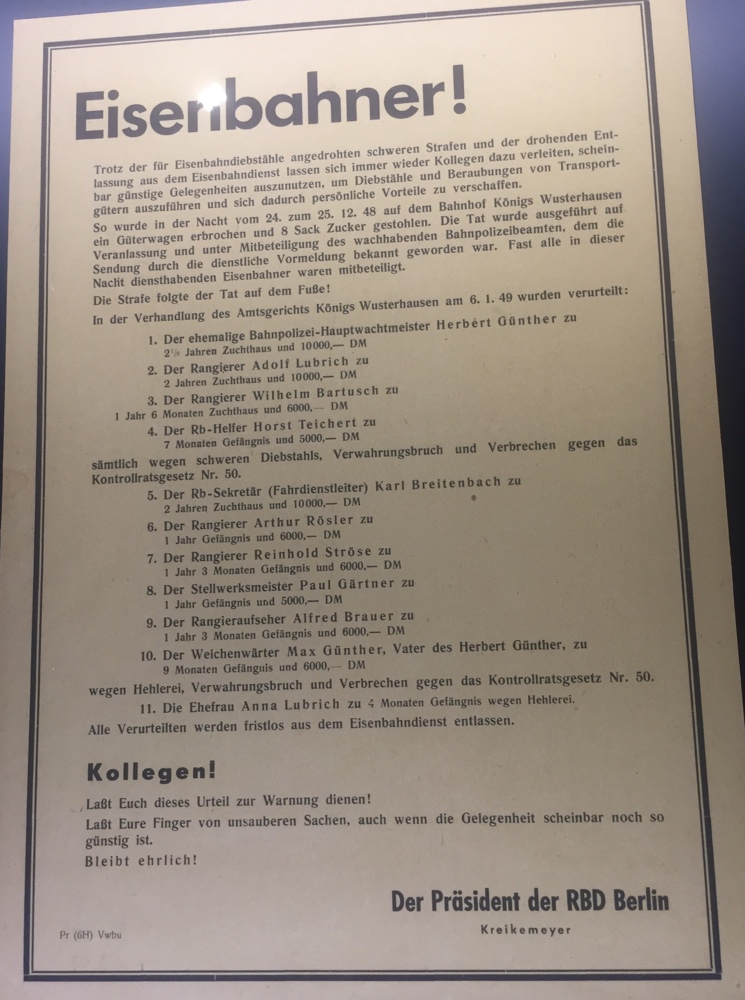 Eisenbahner!
Trotz der für Eisenbahndiebstähle angedrohten schweren Strafen und der drohenden Ent-
lassung aus dem Eisenbahndienst lassen sich immer wieder Kollegen dazu verleiten, schein-
bar günstige Gelegenheiten auszunutzen, um Diebstähle und Beraubungen von Transport-
gütern auszuführen und sich dadurch persönliche Vorteile zu verschaffen.
So wurde in der Nacht vom 24. zum 25. 12. 48 auf dem Bahnhof Königs Wusterhausen
ein Güterwagen erbrochen und 8 Sack Zucker gestohlen. Die Tat wurde ausgeführt auf
Veranlassung und unter Mitbeteiligung des wachhabenden Bahnpolizeibeamten, dem die
Sendung durch die dienstliche Vormeldung bekannt geworden war. Fast alle in dieser
Nacht diensthabenden Eisenbahner waren mitbeteiligt.
Die Strafe folgte der Tat auf dem Fuße!
In der Verhandlung des Amtsgerichts Königs Wusterhausen am 6. 1. 49 wurden verurteilt:
1. Der ehemalige Bahnpolizei-Hauptwachtmeister Herbert Günther zu
2½ Jahren Zuchthaus und 10000,— DM
2. Der Rangierer Adolf Lubrich zu
2 Jahren Zuchthaus und 10000,— DM
3. Der Rangierer Wilhelm Bartusch zu
1 Jahr 6 Monaten Zuchthaus und 6000,— DM
4. Der Rb-Helfer Horst Teichert zu
7 Monaten Gefängnis und 5000,— DM
sämtlich wegen schweren Diebstahls, Verwahrungsbruch und Verbrechen gegen das
Kontrollratsgesetz Nr. 50.
5. Der Rb-Sekretär (Fahrdienstleiter) Karl Breitenbach zu
2 Jahren Zuchthaus und 10000,— DM
6. Der Rangierer Arthur Rösler zu
1 Jahr Gefängnis und 6000,— DM
7. Der Rangierer Reinhold Ströse zu
1 Jahr 3 Monaten Gefängnis und 6000,— DM
8. Der Stellwerksmeister Paul Gärtner zu
1 Jahr Gefängnis und 5000,— DM
9. Der Rangieraufseher Alfred Brauer zu
1 Jahr 3 Monaten Gefängnis und 6000,— DM
10. Der Weichenwärter Max Günther, Vater des Herbert Günther, zu
9 Monaten Gefängnis und 6000,— DM
wegen Hehlerei, Verwahrungsbruch und Verbrechen gegen das Kontrollratsgesetz Nr. 50.
11. Die Ehefrau Anna Lubrich zu 4 Monaten Gefängnis wegen Hehlerei.
Alle Verurteilten werden fristlos aus dem Eisenbahndienst entlassen.
Kollegen!
Laßt Euch dieses Urteil zur Warnung dienen!
Laßt Eure Finger von unsauberen Sachen, auch wenn die Gelegenheit scheinbar noch so
günstig ist.
Bleibt ehrlich!
Der Präsident der RBD Berlin
Kreikemeyer
Pr (6H) Vwbu